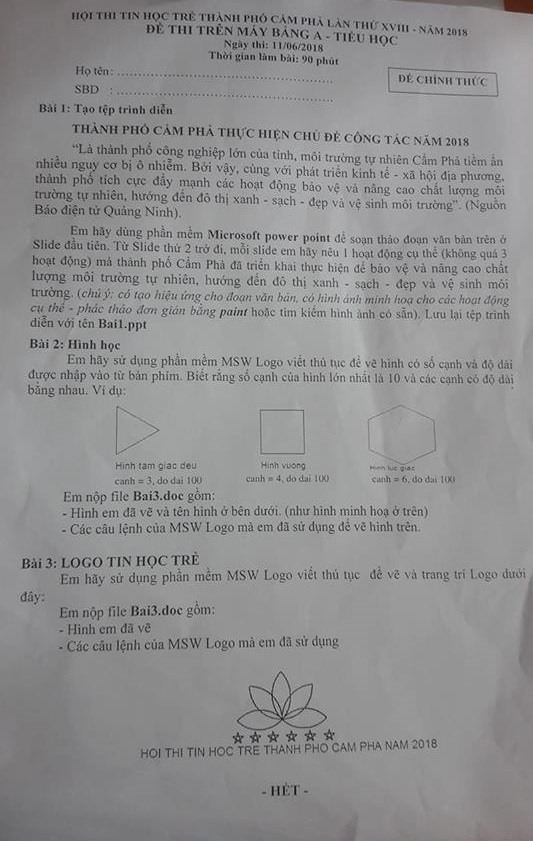 HỘI THI TIN HỌC TRẺ THÀNH PHỐ CẨM PHẢ LẦN THỨ XVIII - NĂM 2018
ĐỀ THI TRÊN MÁY BẢNG A - TIỂU HỌC
Ngày thi: 11/06/2018
Thời gian làm bài: 90 phút
Họ tên:
ĐỀ CHÍNH THỨC
SBD :
Bài 1: Tạo tệp trình diễn
THÀNH PHỐ CẨM PHẢ THỰC HIỆN CHỦ ĐỀ CÔNG TÁC NĂM 2018
“Là thành phố công nghiệp lớn của tỉnh, môi trường tự nhiên Cẩm Phả tiềm ẩn
nhiều nguy cơ bị ô nhiễm. Bởi vậy, cùng với phát triển kinh tế - xã hội địa phương,
thành phố tích cực đẩy mạnh các hoạt động bảo vệ và nâng cao chất lượng môi
trường tự nhiên, hướng đến đô thị xanh - sạch - đẹp và vệ sinh môi trường”. (Nguồn
Báo điện tử Quảng Ninh).
Em hãy dùng phần mềm Microsoft power point để soạn thảo đoạn văn bản trên ở
Slide đầu tiên. Từ Slide thứ 2 trở đi, mỗi slide em hãy nêu 1 hoạt động cụ thể (không quá 3
hoạt động) mà thành phố Cẩm Phả đã triển khai thực hiện để bảo vệ và nâng cao chất
lượng môi trường tự nhiên, hướng đến đô thị xanh - sạch - đẹp và vệ sinh môi
trường. (chú ý: có tạo hiệu ứng cho đoạn văn bản, có hình ảnh minh hoạ cho các hoạt động
cụ thể - phác thảo đơn giản bằng paint hoặc tìm kiếm hình ảnh có sẵn). Lưu lại tệp trình
diễn với tên Bai1.ppt
Bài 2: Hình học
Em hãy sử dụng phần mềm MSW Logo viết thủ tục để vẽ hình có số cạnh và độ dài
được nhập vào từ bàn phím. Biết rằng số cạnh của hình lớn nhất là 10 và các cạnh có độ dài
bằng nhau. Ví dụ:
Hinh tam giac deu
Hinh vuong
Hinh luc giac
canh = 3, do dai 100
canh = 4, do dai 100
canh = 6, do dai 100
Em nộp file Bai3.doc gồm:
- Hình em đã vẽ và tên hình ở bên dưới. (như hình minh hoạ ở trên)
- Các câu lệnh của MSW Logo mà em đã sử dụng để vẽ hình trên.
Bài 3: LOGO TIN HỌC TRẺ
Em hãy sử dụng phần mềm MSW Logo viết thủ tục để vẽ và trang trí Logo dưới
đây:
Em nộp file Bai3.doc gồm:
- Hình em đã vẽ
- Các câu lệnh của MSW Logo mà em đã sử dụng
HOI THI TIN HOC TRE THANH PHO CAM PHA NAM 2018
- HẾT -